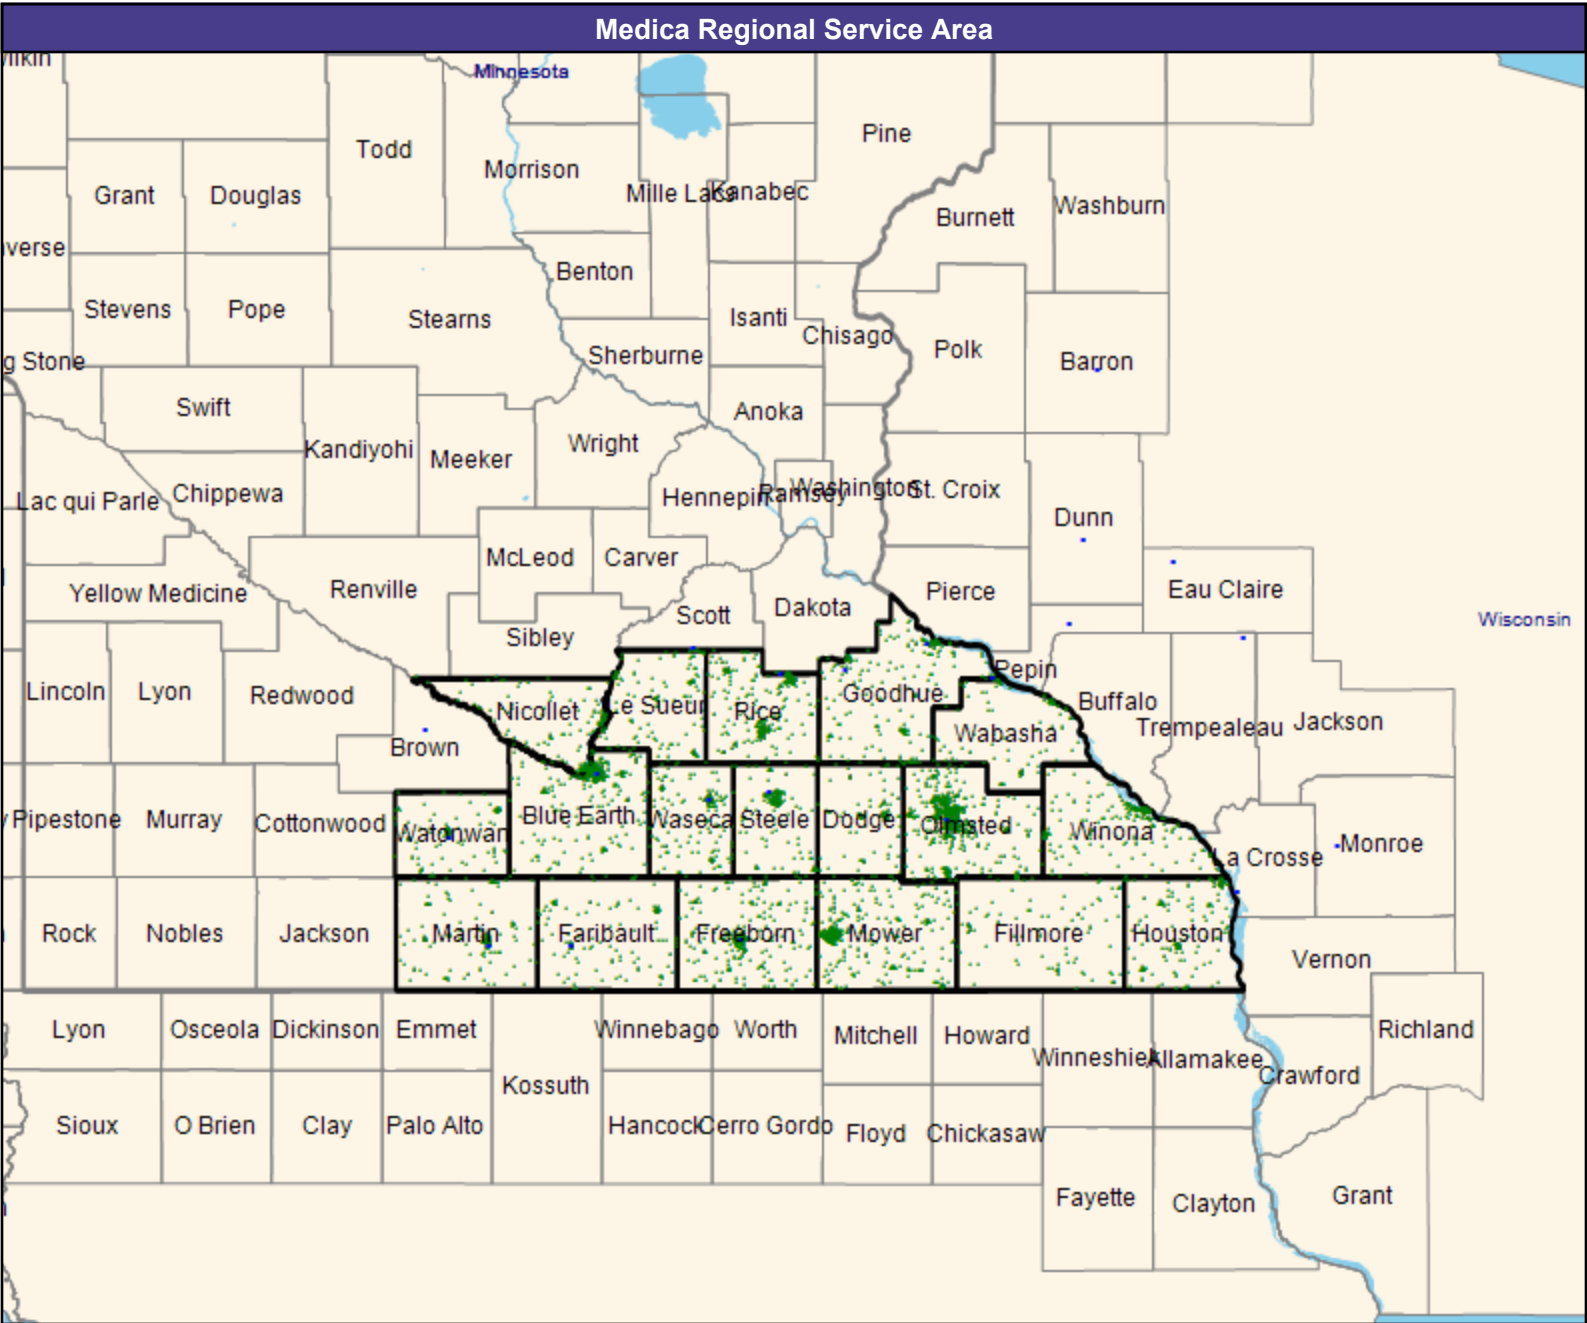 Medica Regional Service Area
Minnesota
Todd
Pine
Morrison
Grant
Douglas
Mille Lacs
Kanabec
Burnett
Washburn
Benton
Stevens
Pope
Stearns
Isanti
Chisago
Sherburne
Polk
Barron
g Stone
Swift
Anoka
Kandiyohi
Meeker
Wright
Lac qui Parle
Chippewa
Hennepin
Ramsey
Washington
St. Croix
Dunn
McLeod
Carver
Yellow Medicine
Renville
Scott
Dakota
Pierce
Eau Claire
Wisconsin
Sibley
Pepin
Lincoln
Lyon
Redwood
Nicollet
Le Sueur
Rice
Goodhue
Buffalo
Brown
Wabasha
Trempealeau
Jackson
Pipestone
Murray
Cottonwood
Watonwan
Blue Earth
Waseca
Steele
Dodge
Olmsted
Winona
La Crosse
Monroe
Rock
Nobles
Jackson
Martin
Faribault
Freeborn
Mower
Fillmore
Houston
Vernon
Lyon
Osceola
Dickinson
Emmet
Winnebago
Worth
Mitchell
Howard
Winneshiek
Allamakee
Crawford
Richland
Kossuth
Sioux
O Brien
Clay
Palo Alto
Hancock
Cerro Gordo
Floyd
Chickasaw
Fayette
Clayton
Grant